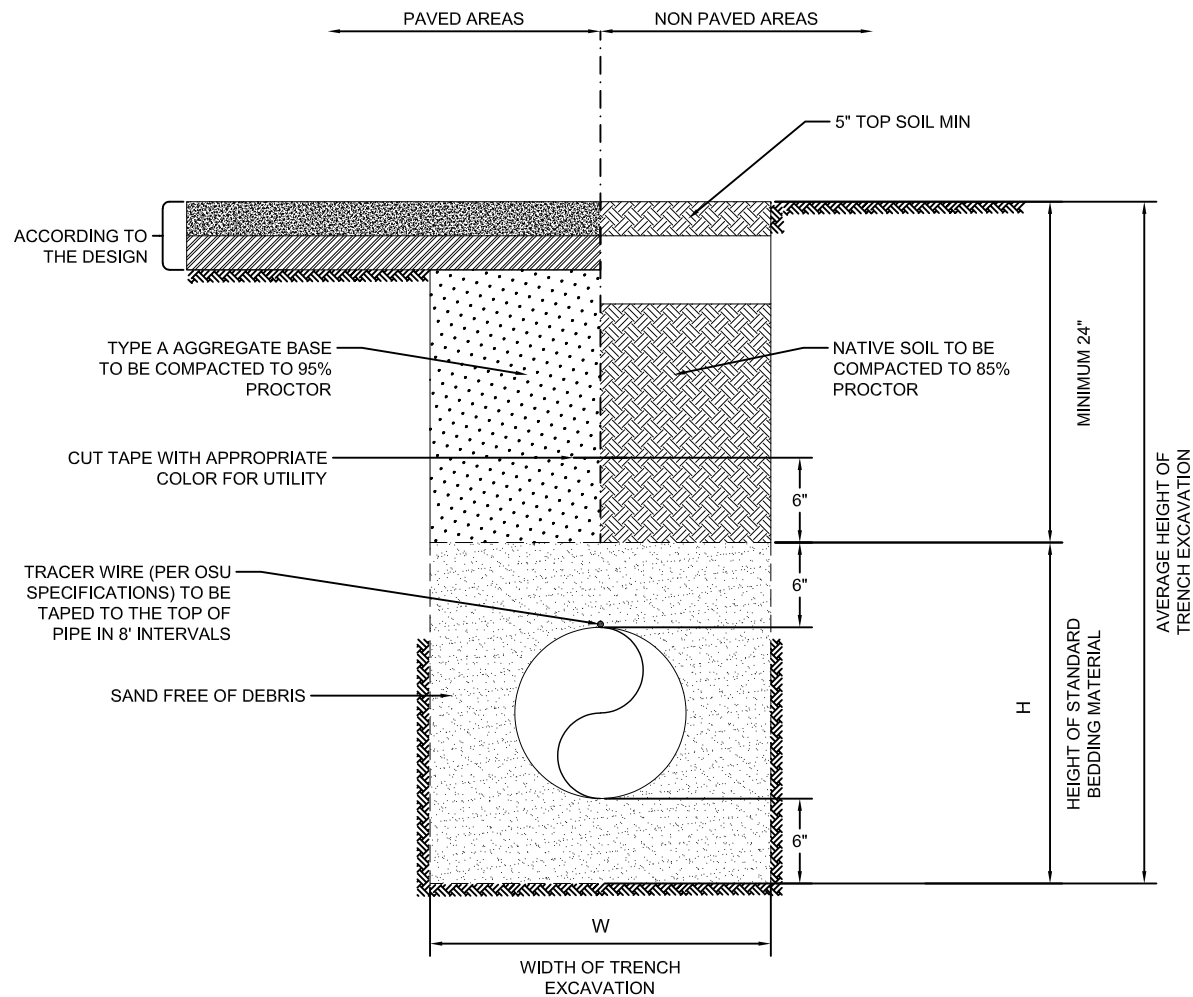 PAVED AREAS
NON PAVED AREAS
5" TOP SOIL MIN
ACCORDING TO
THE DESIGN
TYPE A AGGREGATE BASE
TO BE COMPACTED TO 95%
PROCTOR
NATIVE SOIL TO BE
COMPACTED TO 85%
PROCTOR
MINIMUM 24"
AVERAGE HEIGHT OF
TRENCH EXCAVATION
CUT TAPE WITH APPROPRIATE
COLOR FOR UTILITY
6"
TRACER WIRE (PER OSU
SPECIFICATIONS) TO BE
TAPED TO THE TOP OF
PIPE IN 8' INTERVALS
6"
SAND FREE OF DEBRIS
H
HEIGHT OF STANDARD
BEDDING MATERIAL
6"
W
WIDTH OF TRENCH
EXCAVATION